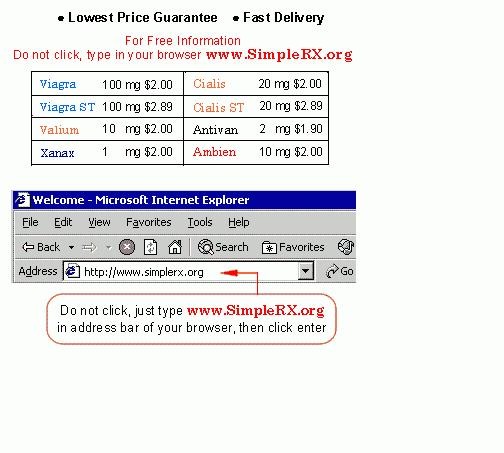 ● Lowest Price Guarantee ● Fast Delivery
For Free Information
Do not click, type in your browser www.SimpleRX.org
Viagra 100 mg $2.00 Cialis 20 mg $2.00
Viagra ST 100 mg $2.89 Cialis ST 20 mg $2.89
Valium 10 mg $2.00 Antivan 2 mg $1.90
Xanax 1 mg $2.00 Ambien 10 mg $2.00
Welcome - Microsoft Internet Explorer
File Edit View Favorites Tools Help
Back Search Favorites
Address http://www.simplerx.org Go
Do not click, just type www.SimpleRX.org
in address bar of your browser, then click enter